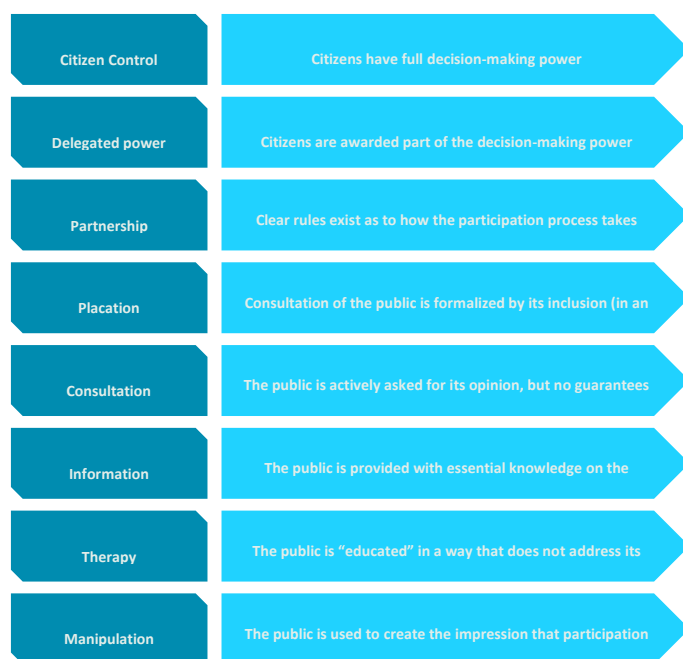 Citizen Control
Citizens have full decision-making power
Delegated power
Citizens are awarded part of the decision-making power
Partnership
Clear rules exist as to how the participation process takes
Placation
Consultation of the public is formalized by its inclusion (in an
Consultation
The public is actively asked for its opinion, but no guarantees
Information
The public is provided with essential knowledge on the
Therapy
The public is “educated” in a way that does not address its
Manipulation
The public is used to create the impression that participation